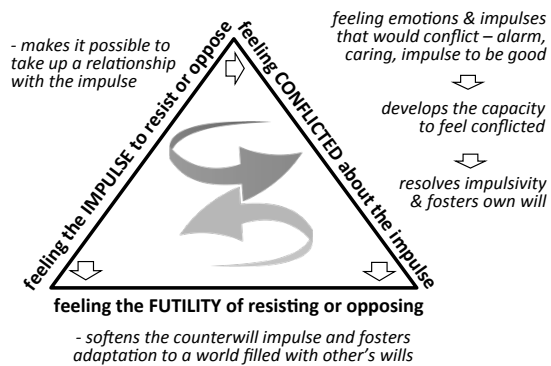 - makes it possible to
take up a relationship
with the impulse
feeling the IMPULSE to resist or oppose
feeling CONFLICTED about the impulse
feeling emotions & impulses
that would conflict – alarm,
caring, impulse to be good
develops the capacity
to feel conflicted
resolves impulsivity
& fosters own will
feeling the FUTILITY of resisting or opposing
- softens the counterwill impulse and fosters
adaptation to a world filled with other's wills